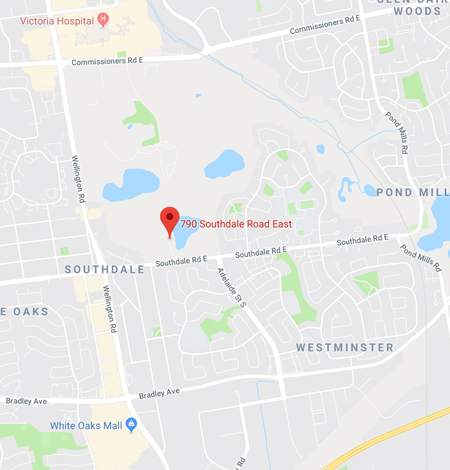 GLEN CAIRN
WOODS
Victoria Hospital
Commissioners Rd E
Commissioners Rd E
Pond Mills Rd
Wellington Rd
POND MILL
790 Southdale Road East
Southdale Rd E
Southdale Rd E
Southdale Rd E
Pond Mills Rd
SOUTHDALE
Adelaide St S
Wellington Rd
E OAKS
WESTMINSTER
Bradley Ave
Bradley Ave
White Oaks Mall
Rd